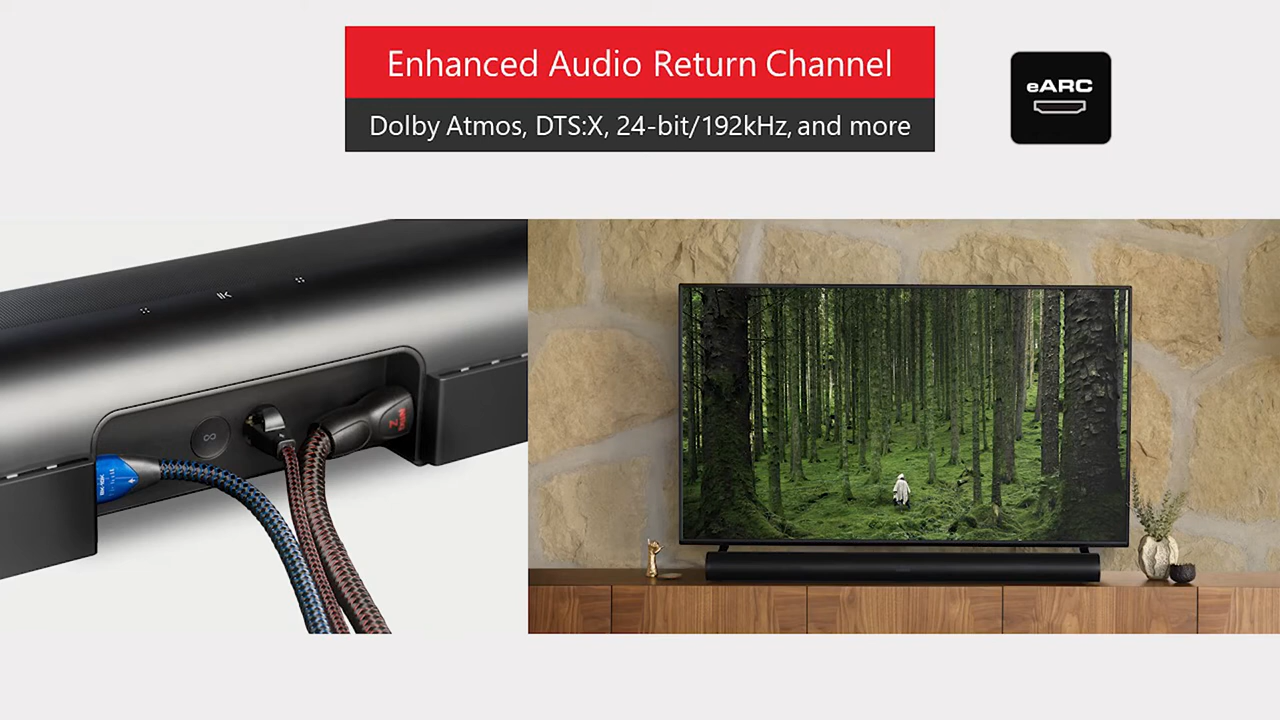 Enhanced Audio Return Channel
Dolby Atmos, DTS:X, 24-bit/192kHz, and more
eARC